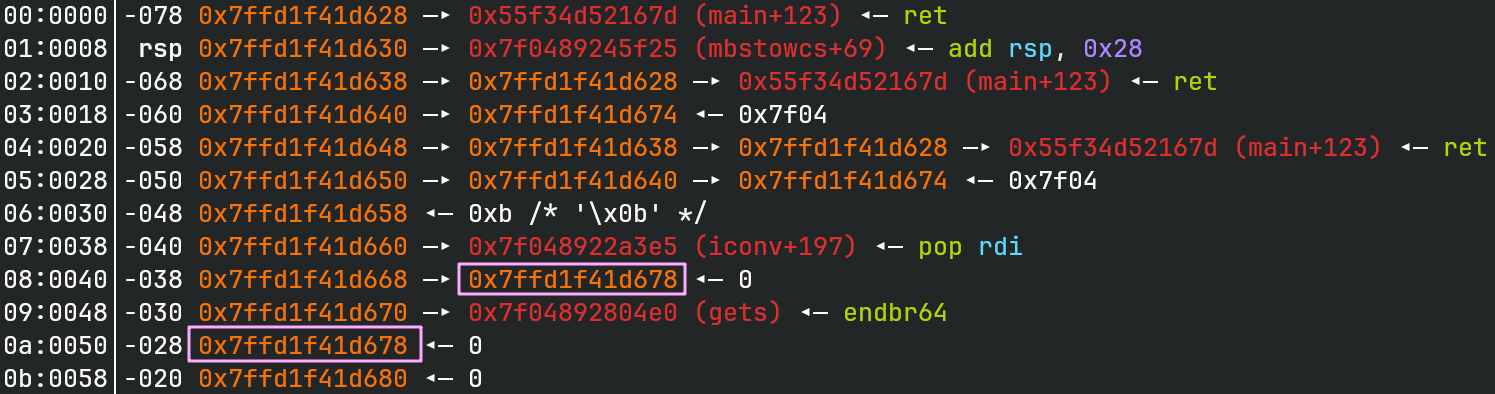 00:0000│-078 0x7ffd1f41d628 —▸ 0x55f34d52167d (main+123) ◂— ret
01:0008│ rsp 0x7ffd1f41d630 —▸ 0x7f0489245f25 (mbstowcs+69) ◂— add rsp, 0x28
02:0010│-068 0x7ffd1f41d638 —▸ 0x7ffd1f41d628 —▸ 0x55f34d52167d (main+123) ◂— ret
03:0018│-060 0x7ffd1f41d640 —▸ 0x7ffd1f41d674 ◂— 0x7f04
04:0020│-058 0x7ffd1f41d648 —▸ 0x7ffd1f41d638 —▸ 0x7ffd1f41d628 —▸ 0x55f34d52167d (main+123) ◂— ret
05:0028│-050 0x7ffd1f41d650 —▸ 0x7ffd1f41d640 —▸ 0x7ffd1f41d674 ◂— 0x7f04
06:0030│-048 0x7ffd1f41d658 ◂— 0xb /* '\x0b' */
07:0038│-040 0x7ffd1f41d660 —▸ 0x7f048922a3e5 (iconv+197) ◂— pop rdi
08:0040│-038 0x7ffd1f41d668 —▸ 0x7ffd1f41d678 ◂— 0
09:0048│-030 0x7ffd1f41d670 —▸ 0x7f04892804e0 (gets) ◂— endbr64
0a:0050│-028 0x7ffd1f41d678 ◂— 0
0b:0058│-020 0x7ffd1f41d680 ◂— 0